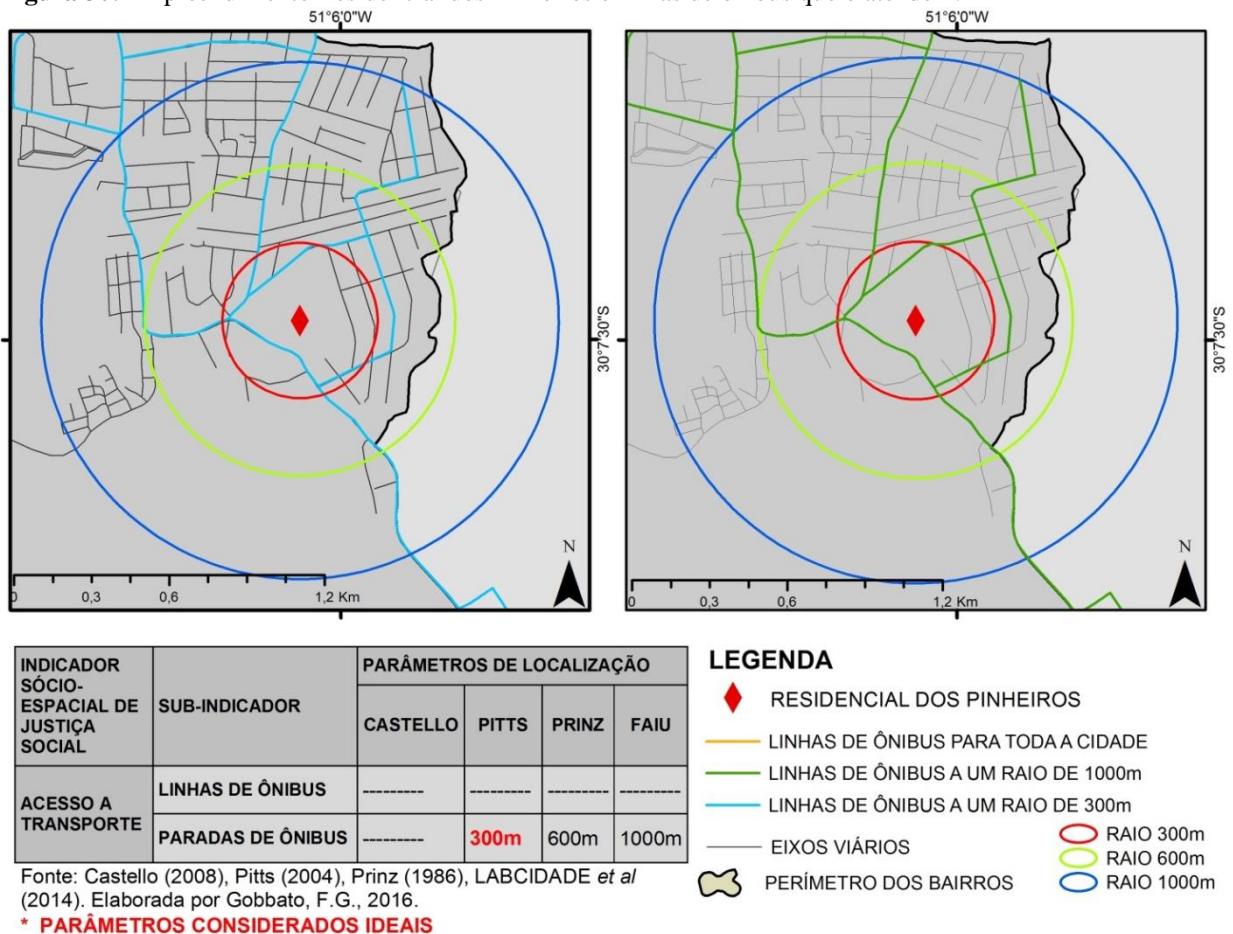 51°6'0"W
51°6'0"W
30°7'30"S
30°7'30"S
N
N
0 0,3 0,6 1,2 Km
0 0,3 0,6 1,2 Km
INDICADOR SÓCIO-ESPACIAL DE JUSTIÇA SOCIAL
SUB-INDICADOR
PARÂMETROS DE LOCALIZAÇÃO
CASTELLO PITTS PRINZ FAIU
ACESSO A TRANSPORTE
LINHAS DE ÔNIBUS --------- --------- --------- ---------
PARADAS DE ÔNIBUS --------- 300m 600m 1000m
Fonte: Castello (2008), Pitts (2004), Prinz (1986), LABCIDADE et al
(2014). Elaborada por Gobbato, F.G., 2016.
* PARÂMETROS CONSIDERADOS IDEAIS
LEGENDA
RESIDENCIAL DOS PINHEIROS
LINHAS DE ÔNIBUS PARA TODA A CIDADE
LINHAS DE ÔNIBUS A UM RAIO DE 1000m
LINHAS DE ÔNIBUS A UM RAIO DE 300m
EIXOS VIÁRIOS
PERÍMETRO DOS BAIRROS
RAIO 300m
RAIO 600m
RAIO 1000m